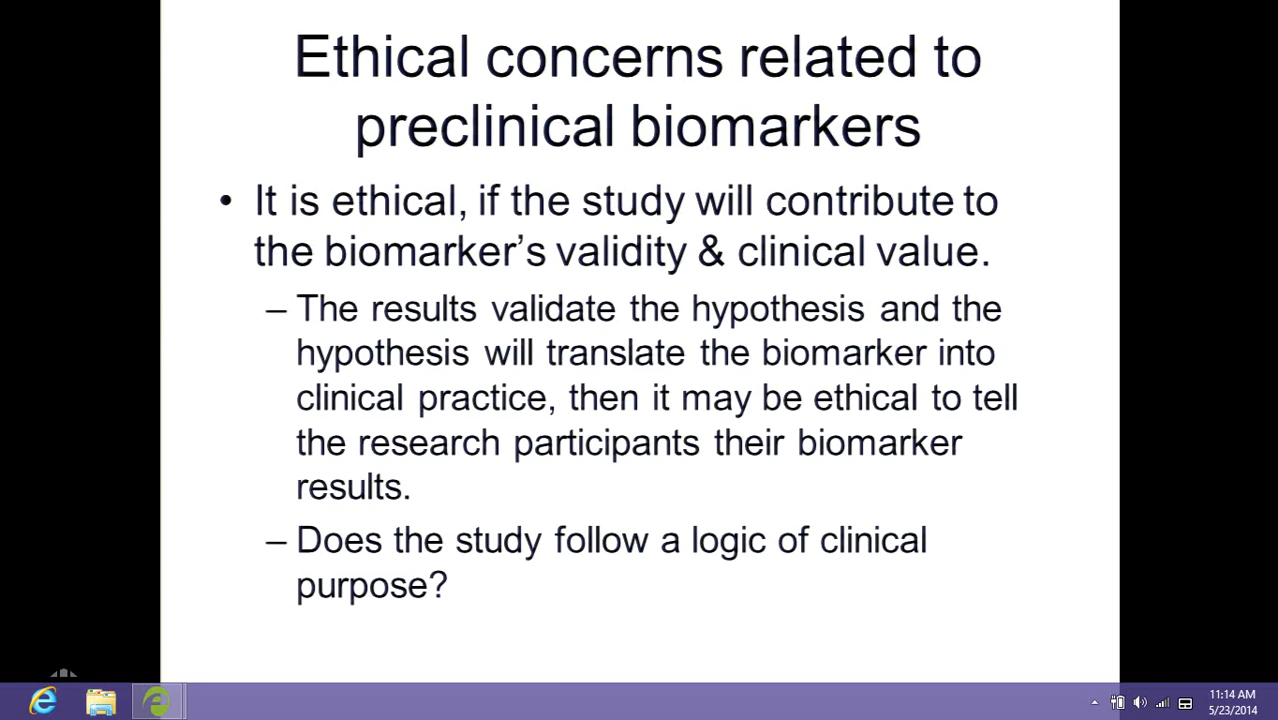 Ethical concerns related to
preclinical biomarkers
• It is ethical, if the study will contribute to
the biomarker’s validity & clinical value.
– The results validate the hypothesis and the
hypothesis will translate the biomarker into
clinical practice, then it may be ethical to tell
the research participants their biomarker
results.
– Does the study follow a logic of clinical
purpose?
11:14 AM
5/23/2014